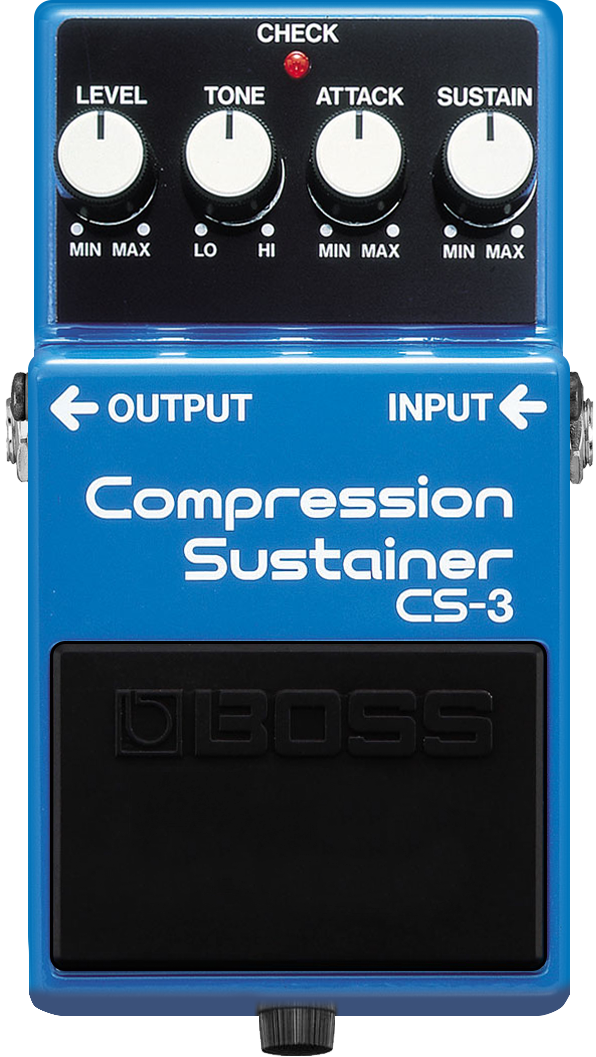 CHECK
LEVEL TONE ATTACK SUSTAIN
MIN MAX LO HI MIN MAX MIN MAX
OUTPUT INPUT
Compression
Sustainer
CS-3
BOSS